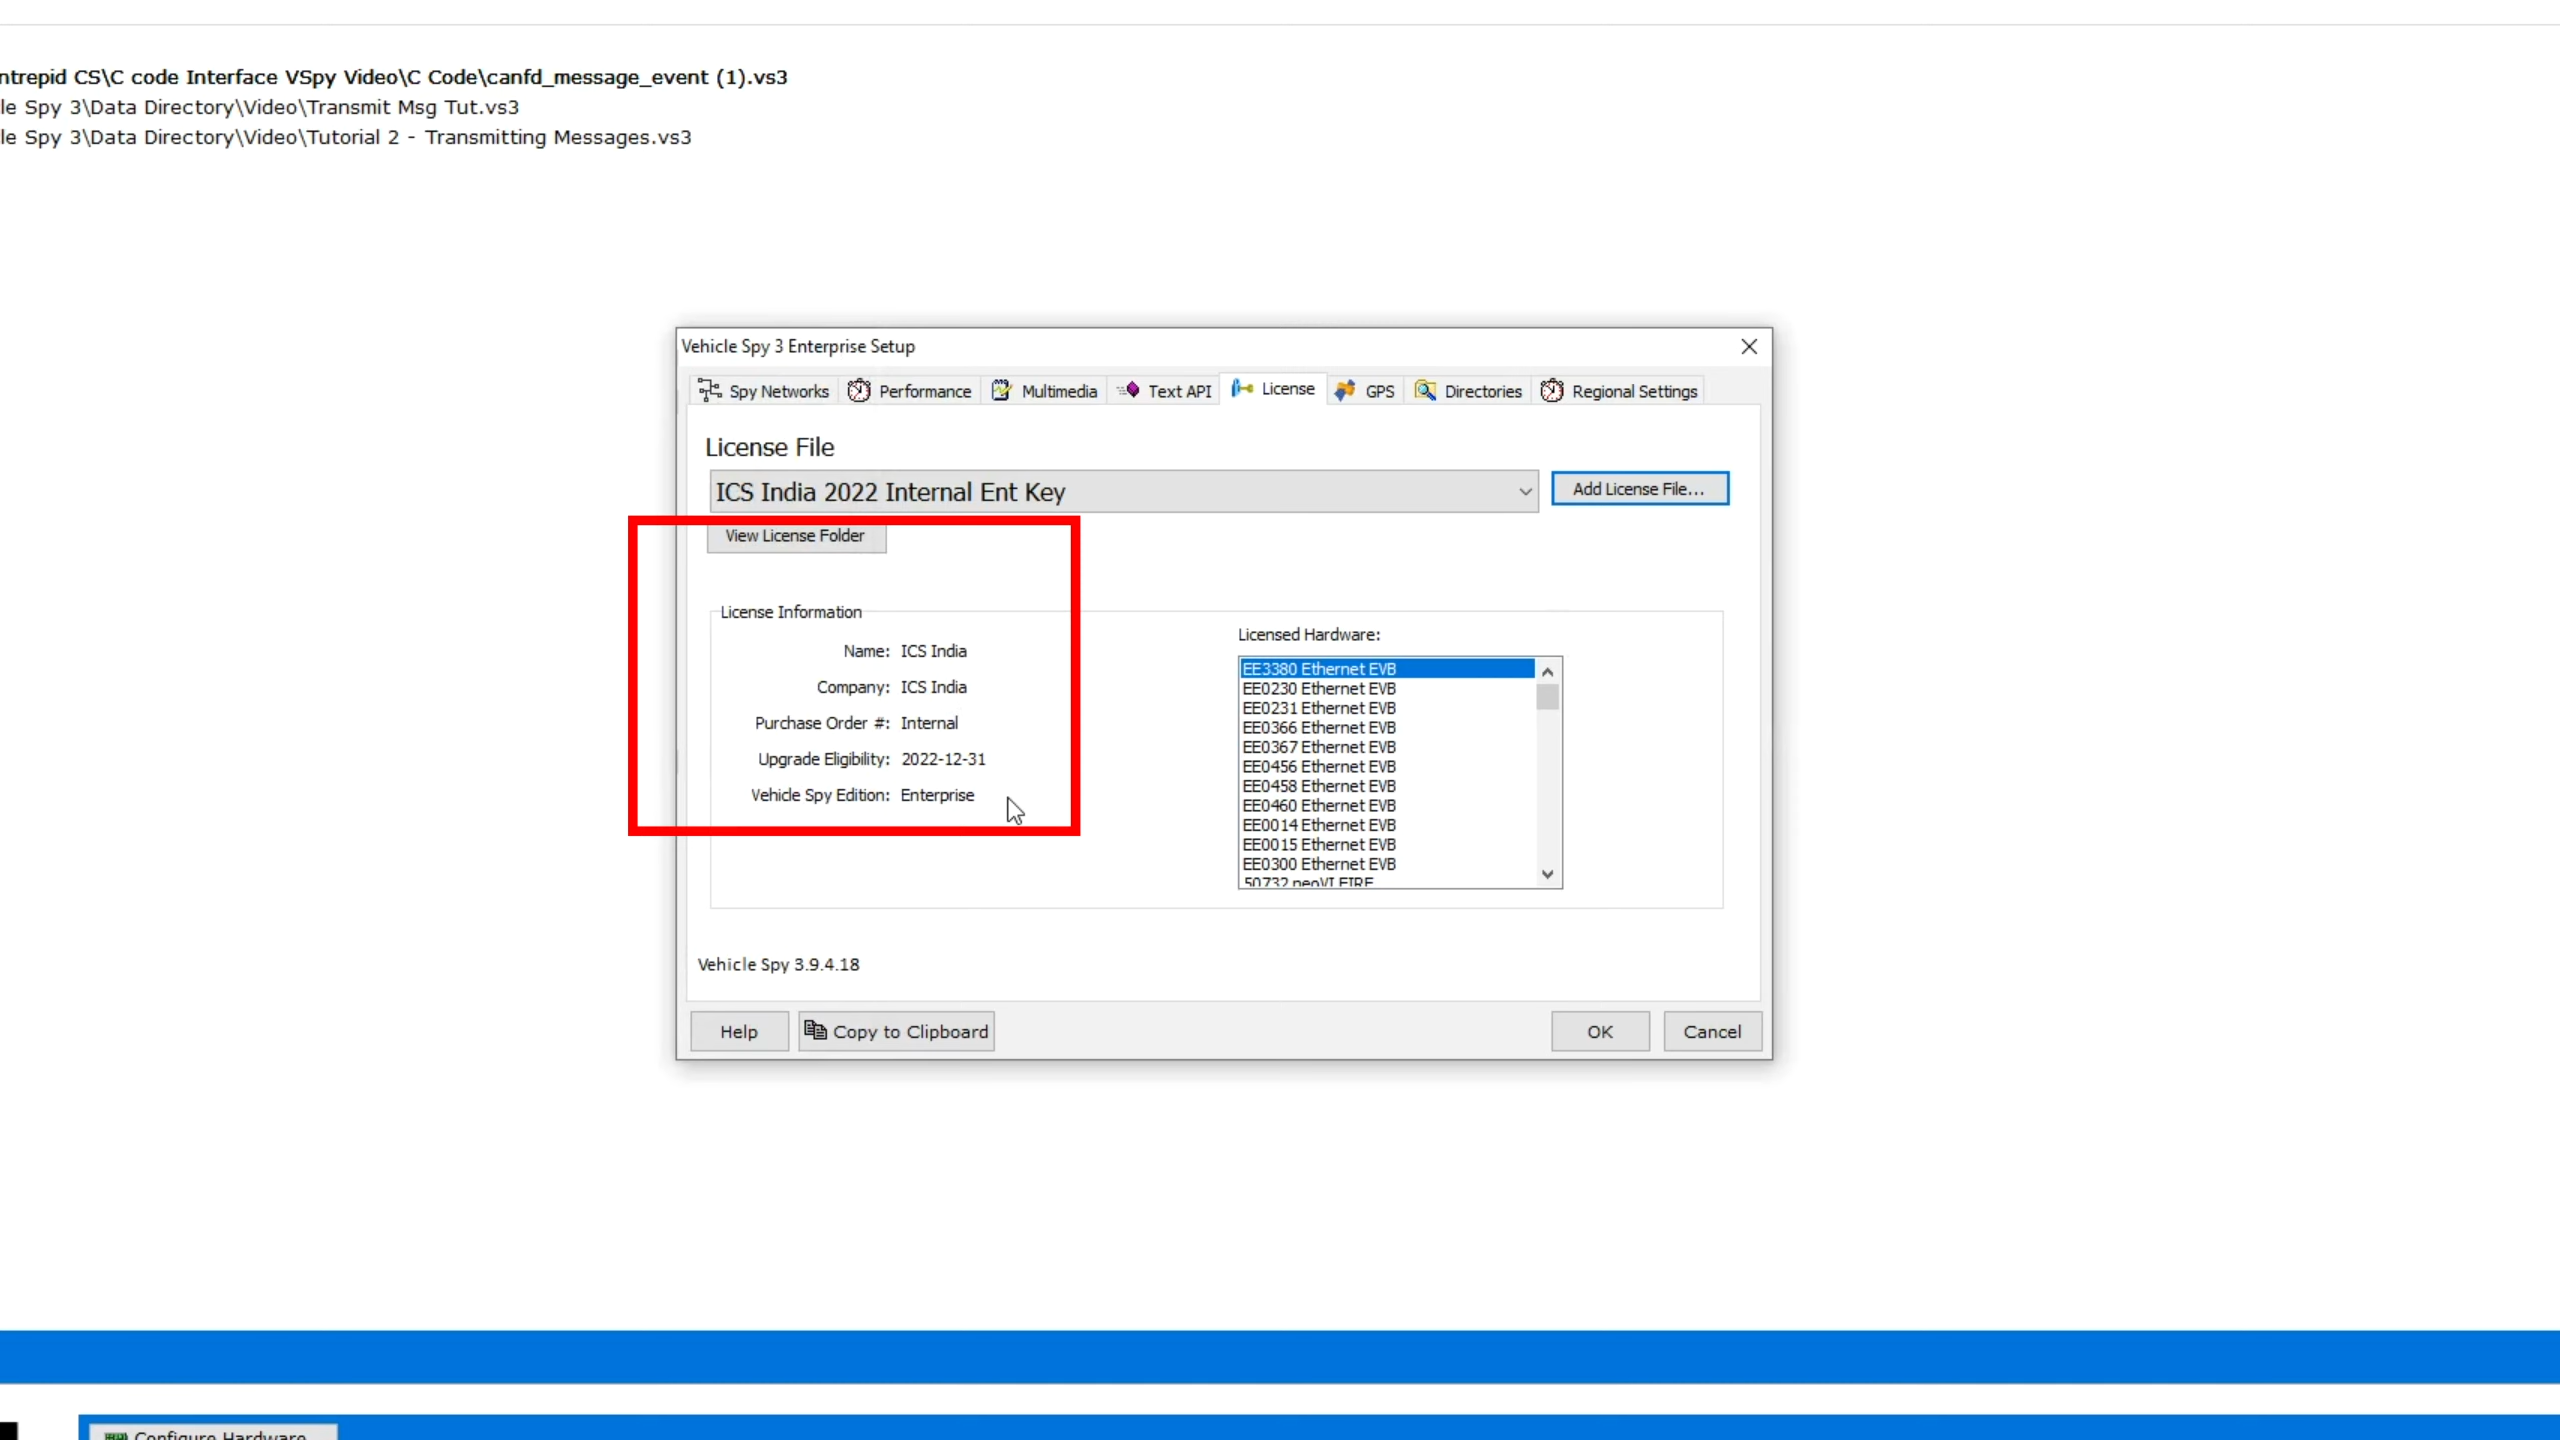 ntrepid CS\C code Interface VSpy Video\C Code\canfd_message_event (1).vs3
le Spy 3\Data Directory\Video\Transmit Msg Tut.vs3
le Spy 3\Data Directory\Video\Tutorial 2 - Transmitting Messages.vs3
Vehicle Spy 3 Enterprise Setup
Spy Networks Performance Multimedia Text API License GPS Directories Regional Settings
License File
ICS India 2022 Internal Ent Key
Add License File...
View License Folder
License Information
Name: ICS India
Company: ICS India
Purchase Order #: Internal
Upgrade Eligibility: 2022-12-31
Vehicle Spy Edition: Enterprise
Licensed Hardware:
EE3380 Ethernet EVB
EE0230 Ethernet EVB
EE0231 Ethernet EVB
EE0366 Ethernet EVB
EE0367 Ethernet EVB
EE0456 Ethernet EVB
EE0458 Ethernet EVB
EE0460 Ethernet EVB
EE0014 Ethernet EVB
EE0015 Ethernet EVB
EE0300 Ethernet EVB
50732 neoVI FIRE
Vehicle Spy 3.9.4.18
Help Copy to Clipboard OK Cancel
Configure Hardware